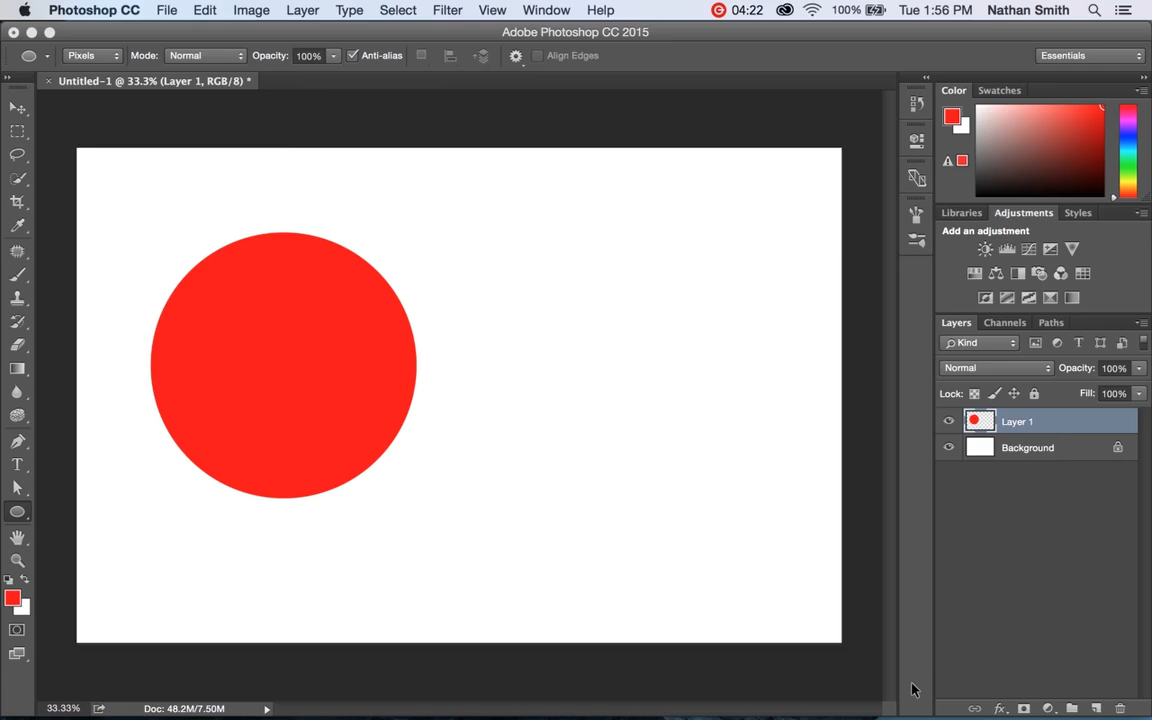 Photoshop CC File Edit Image Layer Type Select Filter View Window Help 04:22 100% Tue 1:56 PM Nathan Smith
Adobe Photoshop CC 2015
Pixels Mode: Normal Opacity: 100% Anti-alias Align Edges Essentials
Untitled-1 @ 33.3% (Layer 1, RGB/8) *
Color Swatches
Libraries Adjustments Styles
Add an adjustment
Layers Channels Paths
Kind
Normal Opacity: 100%
Lock: Fill: 100%
Layer 1
Background
33.33% Doc: 48.2M/7.50M